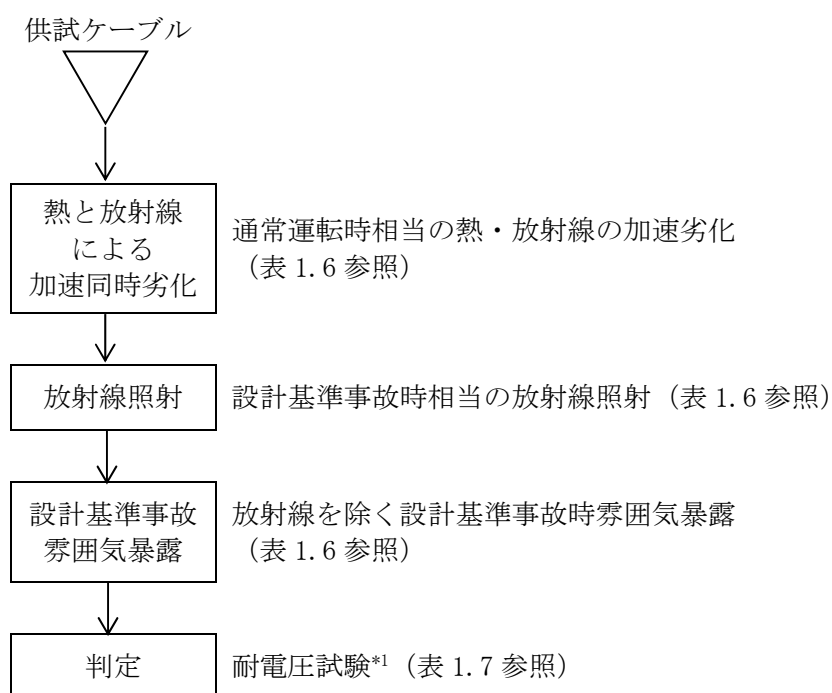 供試ケーブル
熱と放射線
による
加速同時劣化
通常運転時相当の熱・放射線の加速劣化
（表 1.6 参照）
放射線照射
設計基準事故時相当の放射線照射（表 1.6 参照）
設計基準事故
雰囲気暴露
放射線を除く設計基準事故時雰囲気暴露
（表 1.6 参照）
判定
耐電圧試験*1（表 1.7 参照）